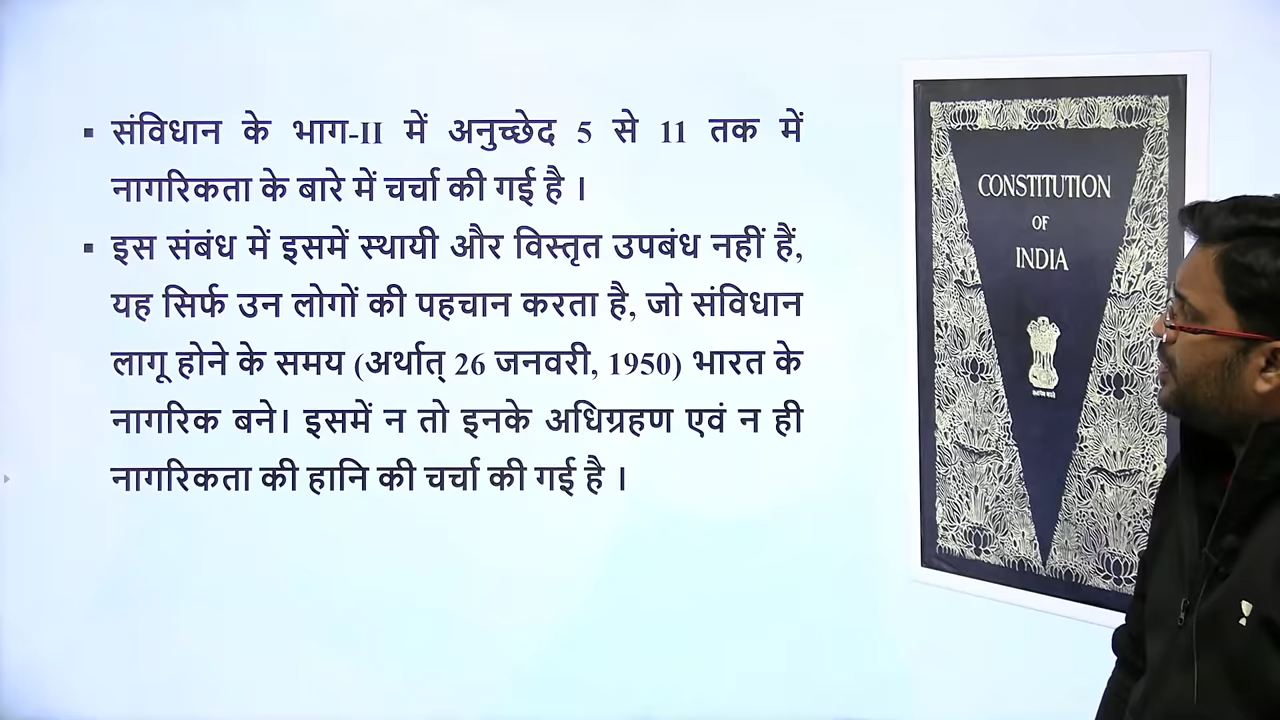 ▪ संविधान के भाग-II में अनुच्छेद 5 से 11 तक में
नागरिकता के बारे में चर्चा की गई है ।
▪ इस संबंध में इसमें स्थायी और विस्तृत उपबंध नहीं हैं,
यह सिर्फ उन लोगों की पहचान करता है, जो संविधान
लागू होने के समय (अर्थात् 26 जनवरी, 1950) भारत के
नागरिक बने। इसमें न तो इनके अधिग्रहण एवं न ही
नागरिकता की हानि की चर्चा की गई है ।
CONSTITUTION
OF
INDIA